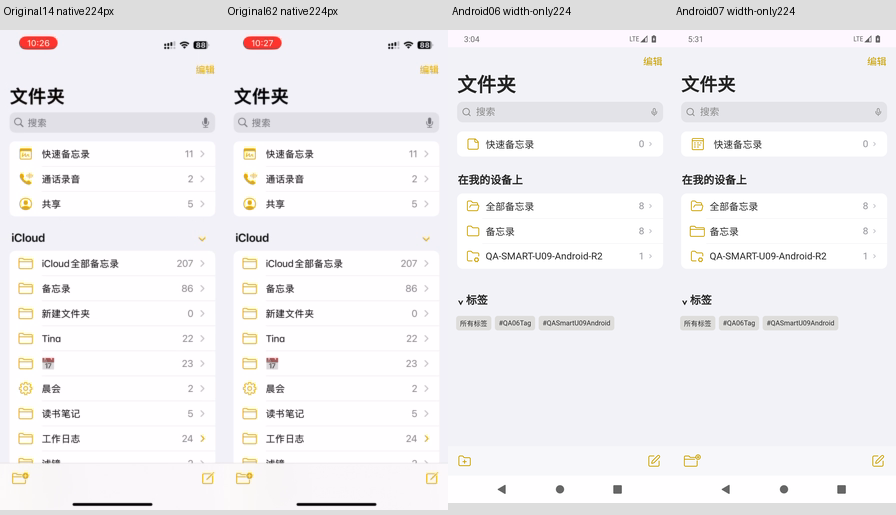 Original14 native224px
10:26
88
编辑
文件夹
搜索
快速备忘录 11
通话录音 2
共享 5
iCloud
iCloud全部备忘录 207
备忘录 86
新建文件夹 0
Tina 22
23
晨会 2
读书笔记 5
工作日志 24
Original62 native224px
10:27
88
编辑
文件夹
搜索
快速备忘录 11
通话录音 2
共享 5
iCloud
iCloud全部备忘录 207
备忘录 86
新建文件夹 0
Tina 22
23
晨会 2
读书笔记 5
工作日志 24
Android06 width-only224
3:04 LTE
编辑
文件夹
搜索
快速备忘录 0
在我的设备上
全部备忘录 8
备忘录 8
QA-SMART-U09-Android-R2 1
标签
所有标签 #QA06Tag #QASmartU09Android
Android07 width-only224
5:31 LTE
编辑
文件夹
搜索
快速备忘录 0
在我的设备上
全部备忘录 8
备忘录 8
QA-SMART-U09-Android-R2 1
标签
所有标签 #QA06Tag #QASmartU09Android